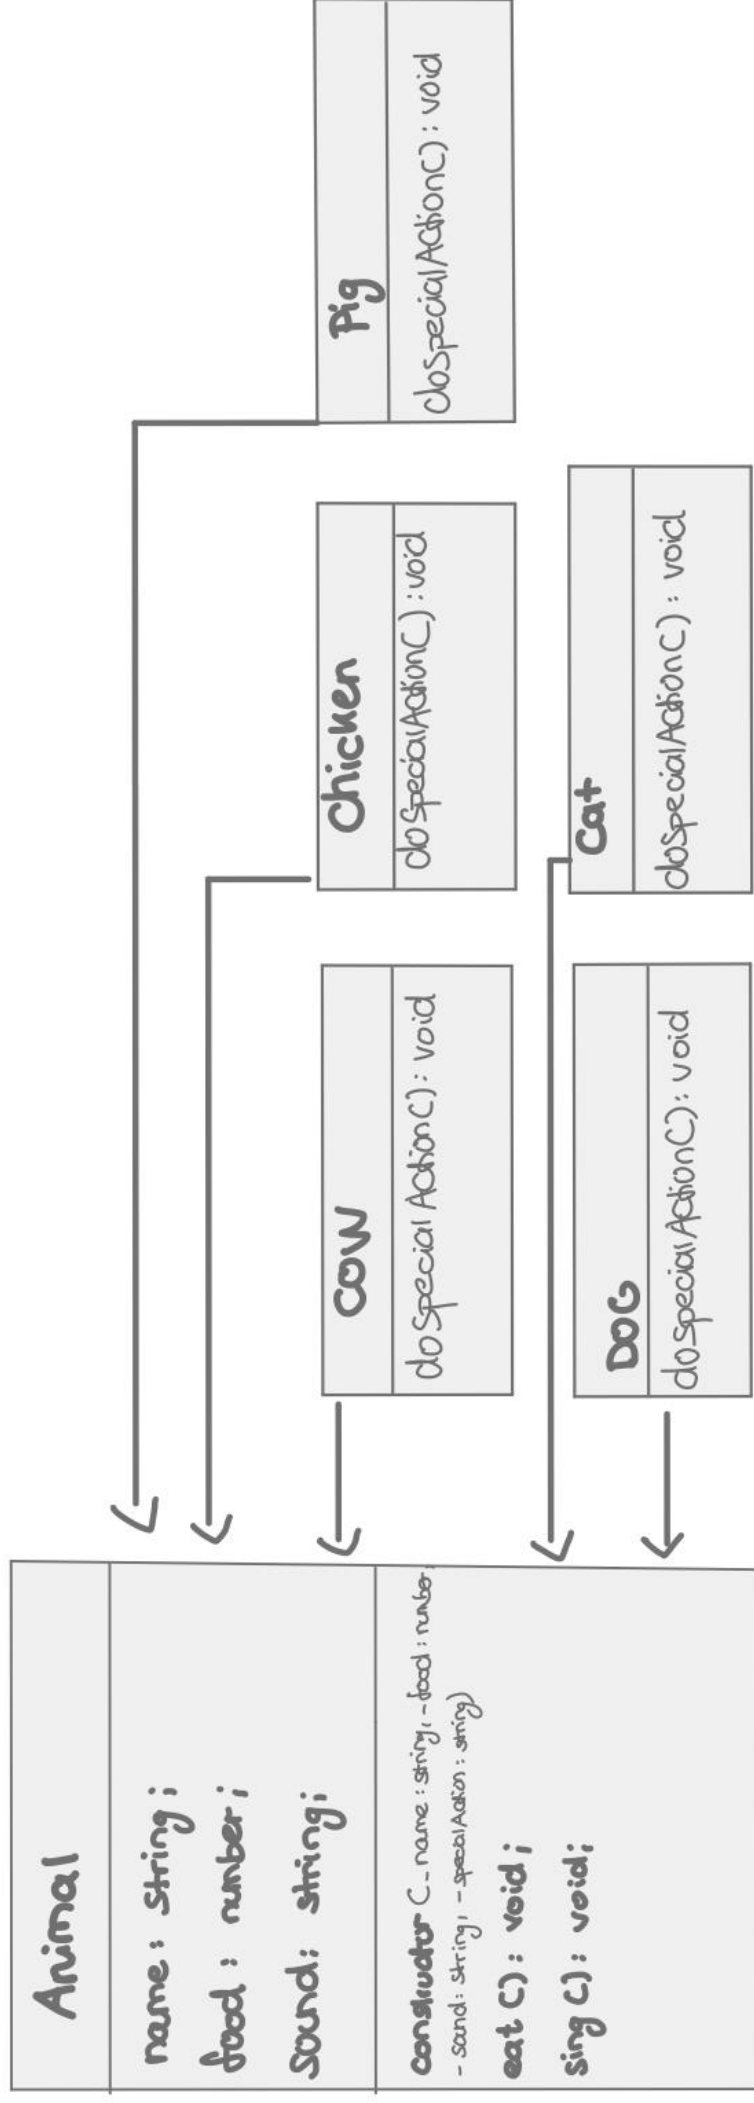 Animal
name: string;
food: number;
sound: string;
constructor (_name: string, _food: number,
_sound: string, _specialAction: string)
eat (): void;
sing (): void;
COW
doSpecialAction(): void
Chicken
doSpecialAction(): void
Pig
doSpecialAction(): void
DOG
doSpecialAction(): void
Cat
doSpecialAction(): void